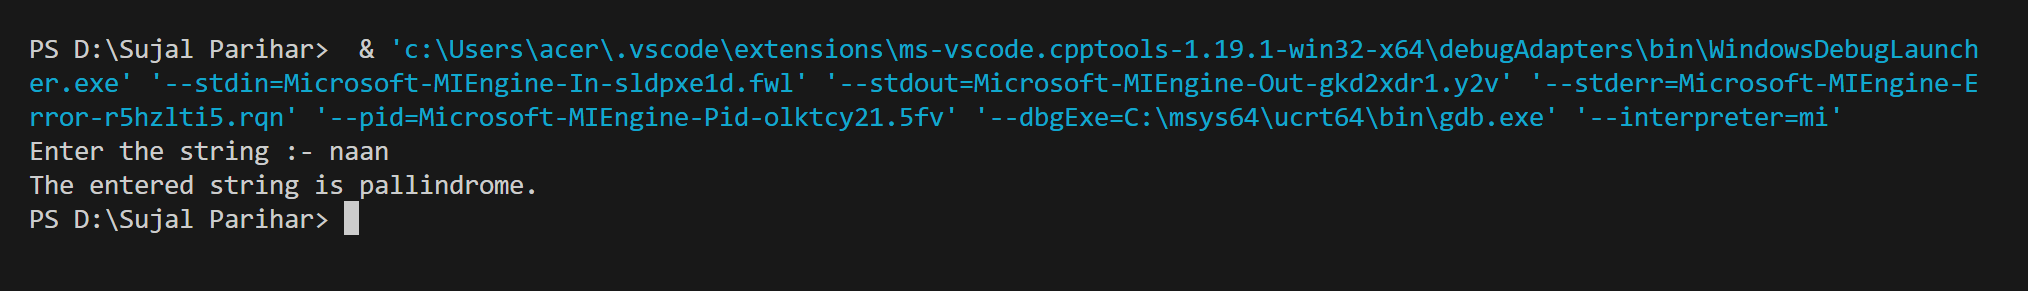 PS D:\Sujal Parihar>  & 'c:\Users\acer\.vscode\extensions\ms-vscode.cpptools-1.19.1-win32-x64\debugAdapters\bin\WindowsDebugLaunch
er.exe' '--stdin=Microsoft-MIEngine-In-sldpxe1d.fwl' '--stdout=Microsoft-MIEngine-Out-gkd2xdr1.y2v' '--stderr=Microsoft-MIEngine-E
rror-r5hzlti5.rqn' '--pid=Microsoft-MIEngine-Pid-olktcy21.5fv' '--dbgExe=C:\msys64\ucrt64\bin\gdb.exe' '--interpreter=mi'
Enter the string :- naan
The entered string is pallindrome.
PS D:\Sujal Parihar>